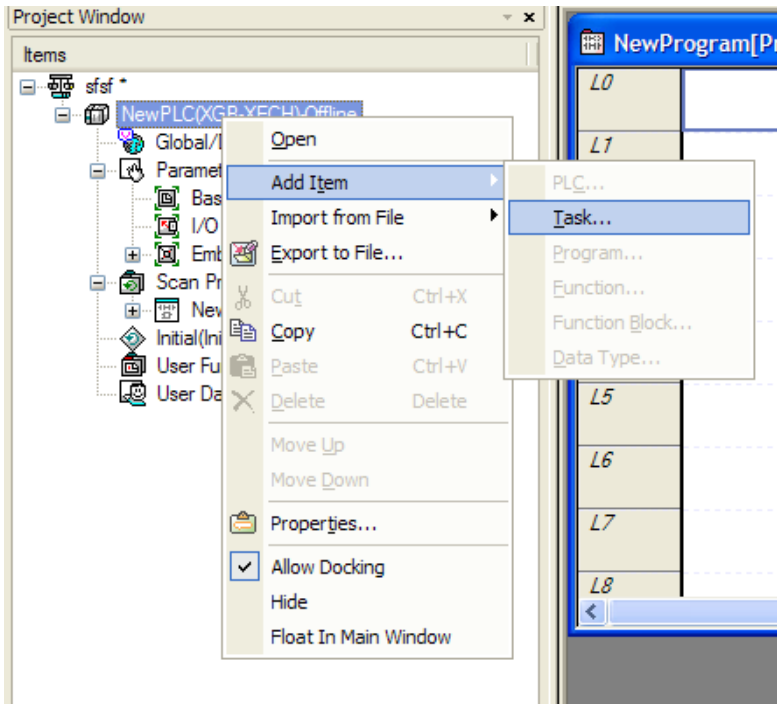 Project Window
Items
sfsf *
NewPLC(XGB-XECH)-Offline
Global/
Paramet
Bas
I/O
Emb
Scan Pr
New
Initial(Ini
User Fu
User Da
Open
Add Item
Import from File
Export to File...
Cut Ctrl+X
Copy Ctrl+C
Paste Ctrl+V
Delete Delete
Move Up
Move Down
Properties...
Allow Docking
Hide
Float In Main Window
PLC...
Task...
Program...
Function...
Function Block...
Data Type...
NewProgram[P
L0
L1
L5
L6
L7
L8